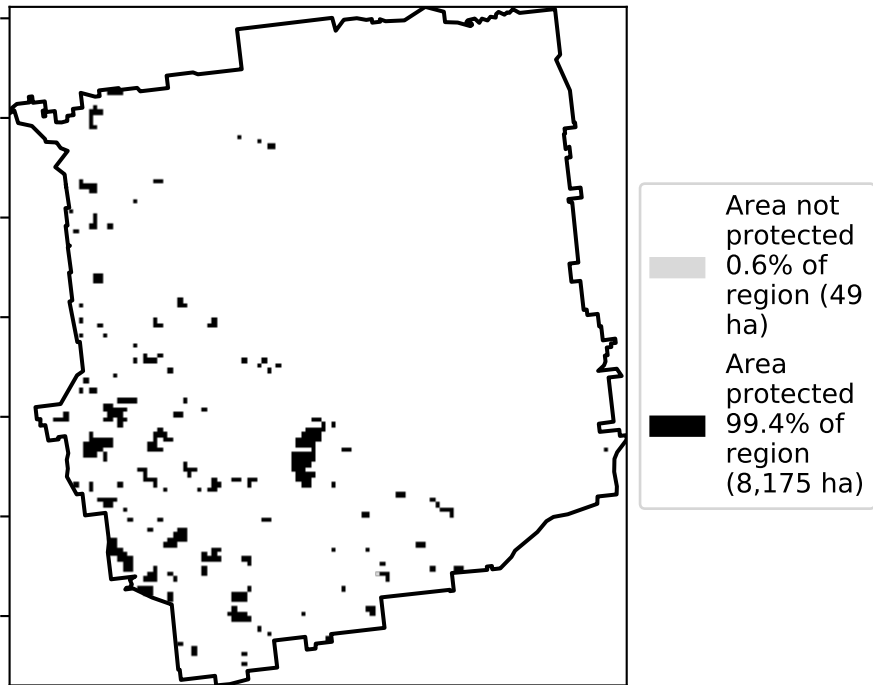 Area not
protected
0.6% of
region (49
ha)
Area
protected
99.4% of
region
(8,175 ha)